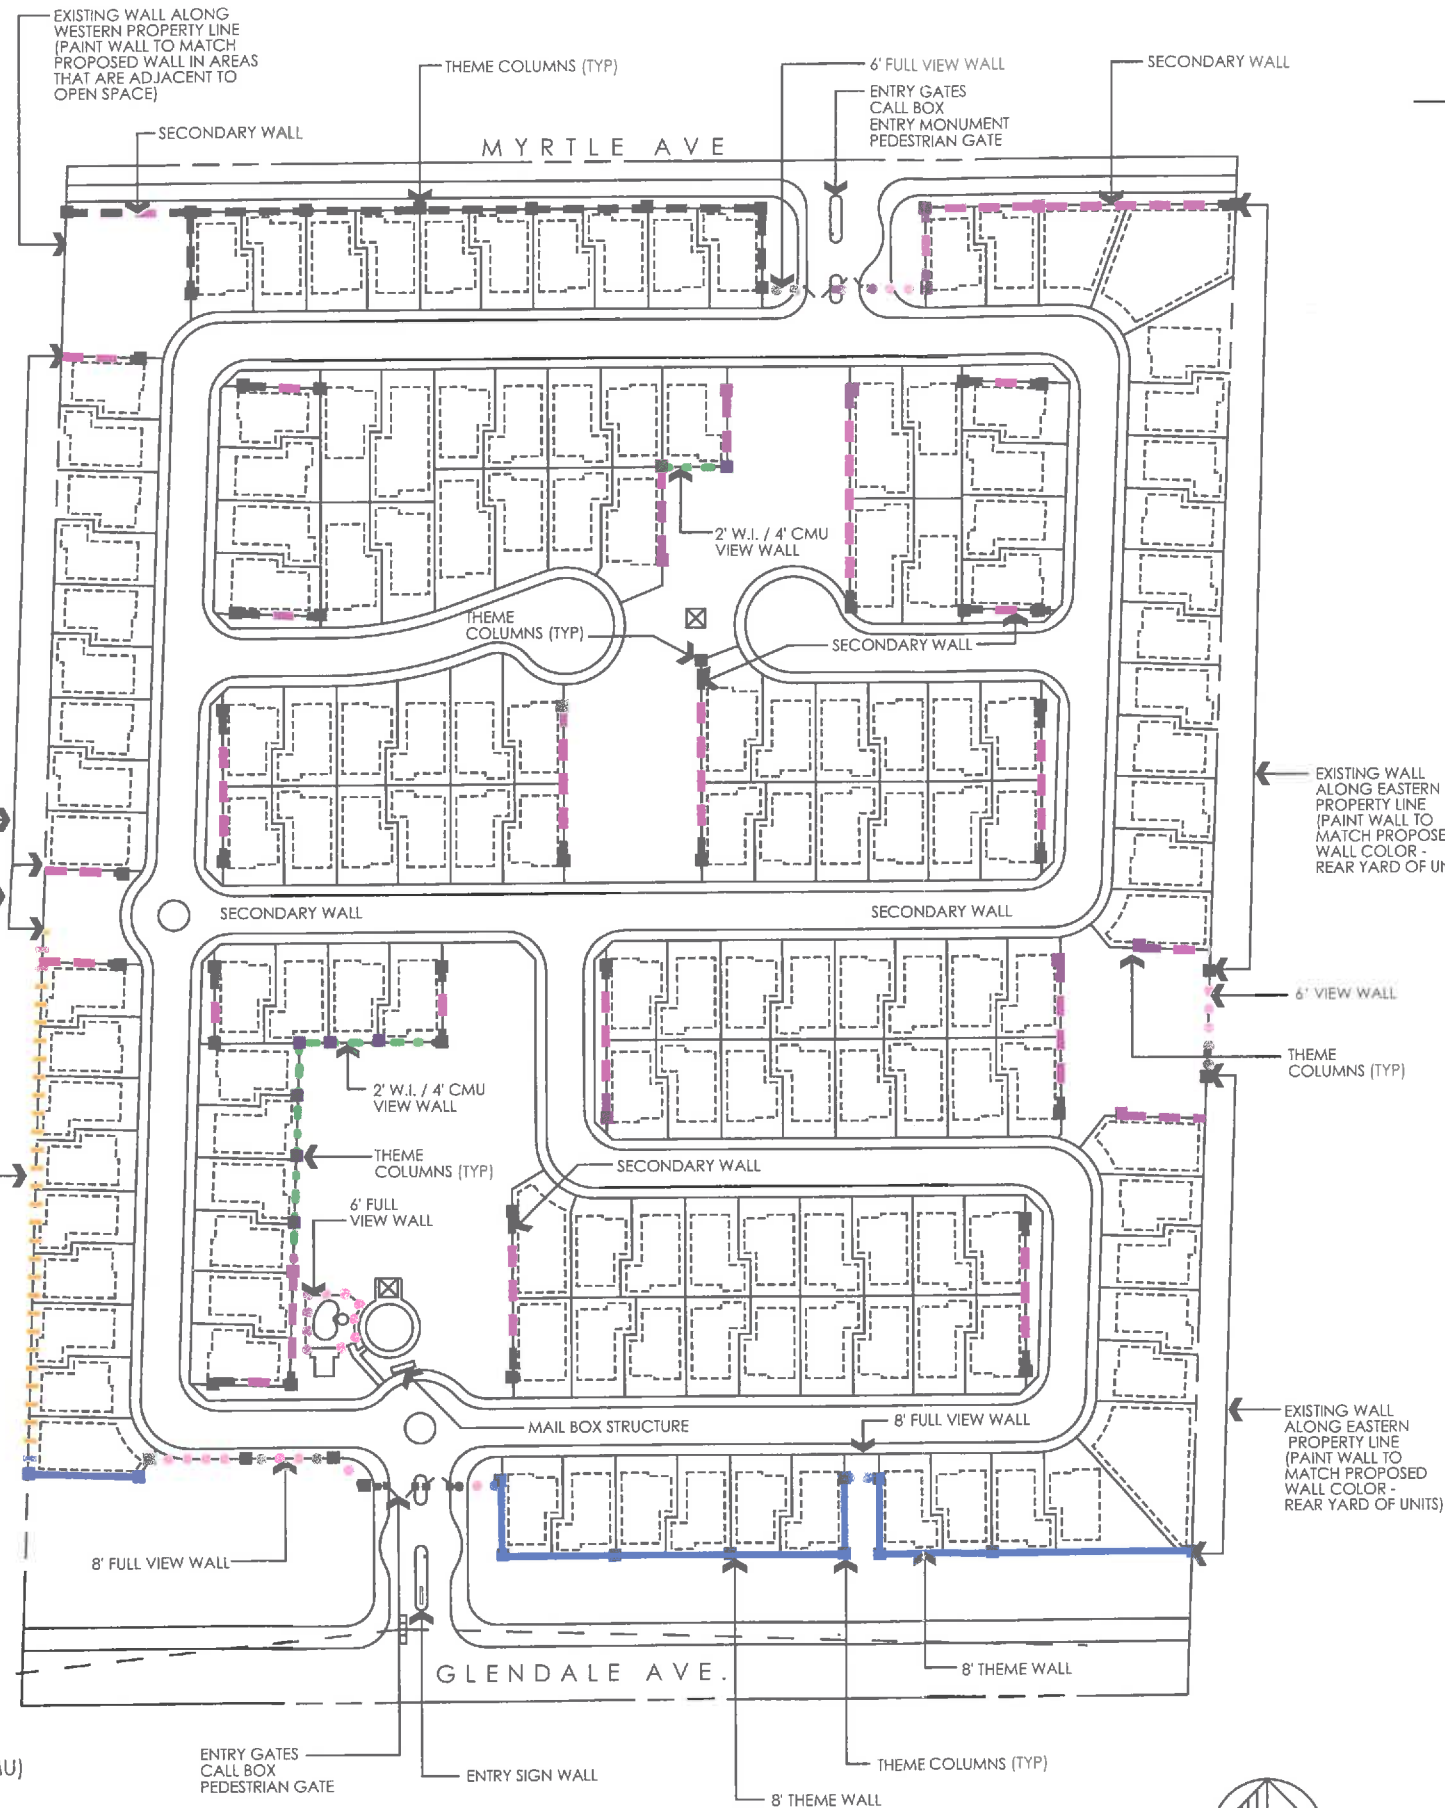 EXISTING WALL ALONG
WESTERN PROPERTY LINE
(PAINT WALL TO MATCH
PROPOSED WALL IN AREAS
THAT ARE ADJACENT TO
OPEN SPACE)
THEME COLUMNS (TYP)
6' FULL VIEW WALL
SECONDARY WALL
ENTRY GATES
CALL BOX
ENTRY MONUMENT
PEDESTRIAN GATE
SECONDARY WALL
MYRTLE AVE
2' W.I. / 4' CMU
VIEW WALL
THEME
COLUMNS (TYP)
SECONDARY WALL
EXISTING WALL
ALONG EASTERN
PROPERTY LINE
(PAINT WALL TO
MATCH PROPOSE
WALL COLOR -
REAR YARD OF UN
SECONDARY WALL
SECONDARY WALL
6' VIEW WALL
THEME
COLUMNS (TYP)
2' W.I. / 4' CMU
VIEW WALL
THEME
COLUMNS (TYP)
SECONDARY WALL
6' FULL
VIEW WALL
MAIL BOX STRUCTURE
8' FULL VIEW WALL
EXISTING WALL
ALONG EASTERN
PROPERTY LINE
(PAINT WALL TO
MATCH PROPOSED
WALL COLOR -
REAR YARD OF UNITS)
8' FULL VIEW WALL
GLENDALE AVE.
8' THEME WALL
ENTRY GATES
CALL BOX
PEDESTRIAN GATE
ENTRY SIGN WALL
THEME COLUMNS (TYP)
8' THEME WALL